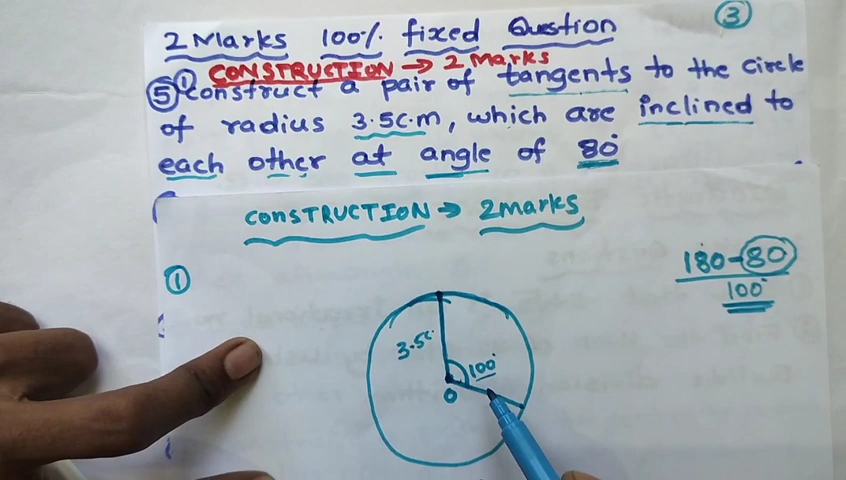 3
2 Marks 100% fixed Question
① CONSTRUCTION → 2 Marks
⑤ Construct a pair of tangents to the circle
of radius 3.5c.m, which are inclined to
each other at angle of 80°
CONSTRUCTION → 2marks
①
180-80
100°
3.5c.
100°
O